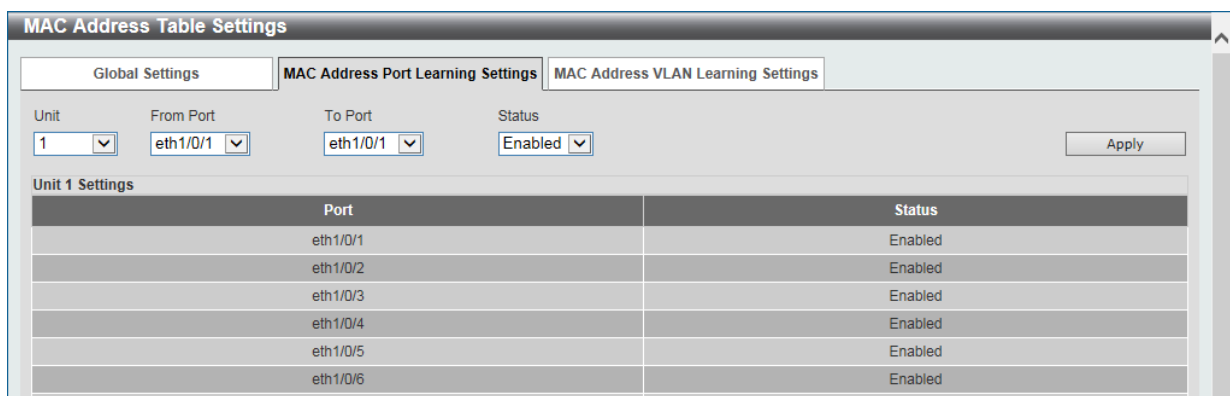 MAC Address Table Settings
Global Settings MAC Address Port Learning Settings MAC Address VLAN Learning Settings
Unit From Port To Port Status
1 eth1/0/1 eth1/0/1 Enabled Apply
Unit 1 Settings
Port Status
eth1/0/1 Enabled
eth1/0/2 Enabled
eth1/0/3 Enabled
eth1/0/4 Enabled
eth1/0/5 Enabled
eth1/0/6 Enabled